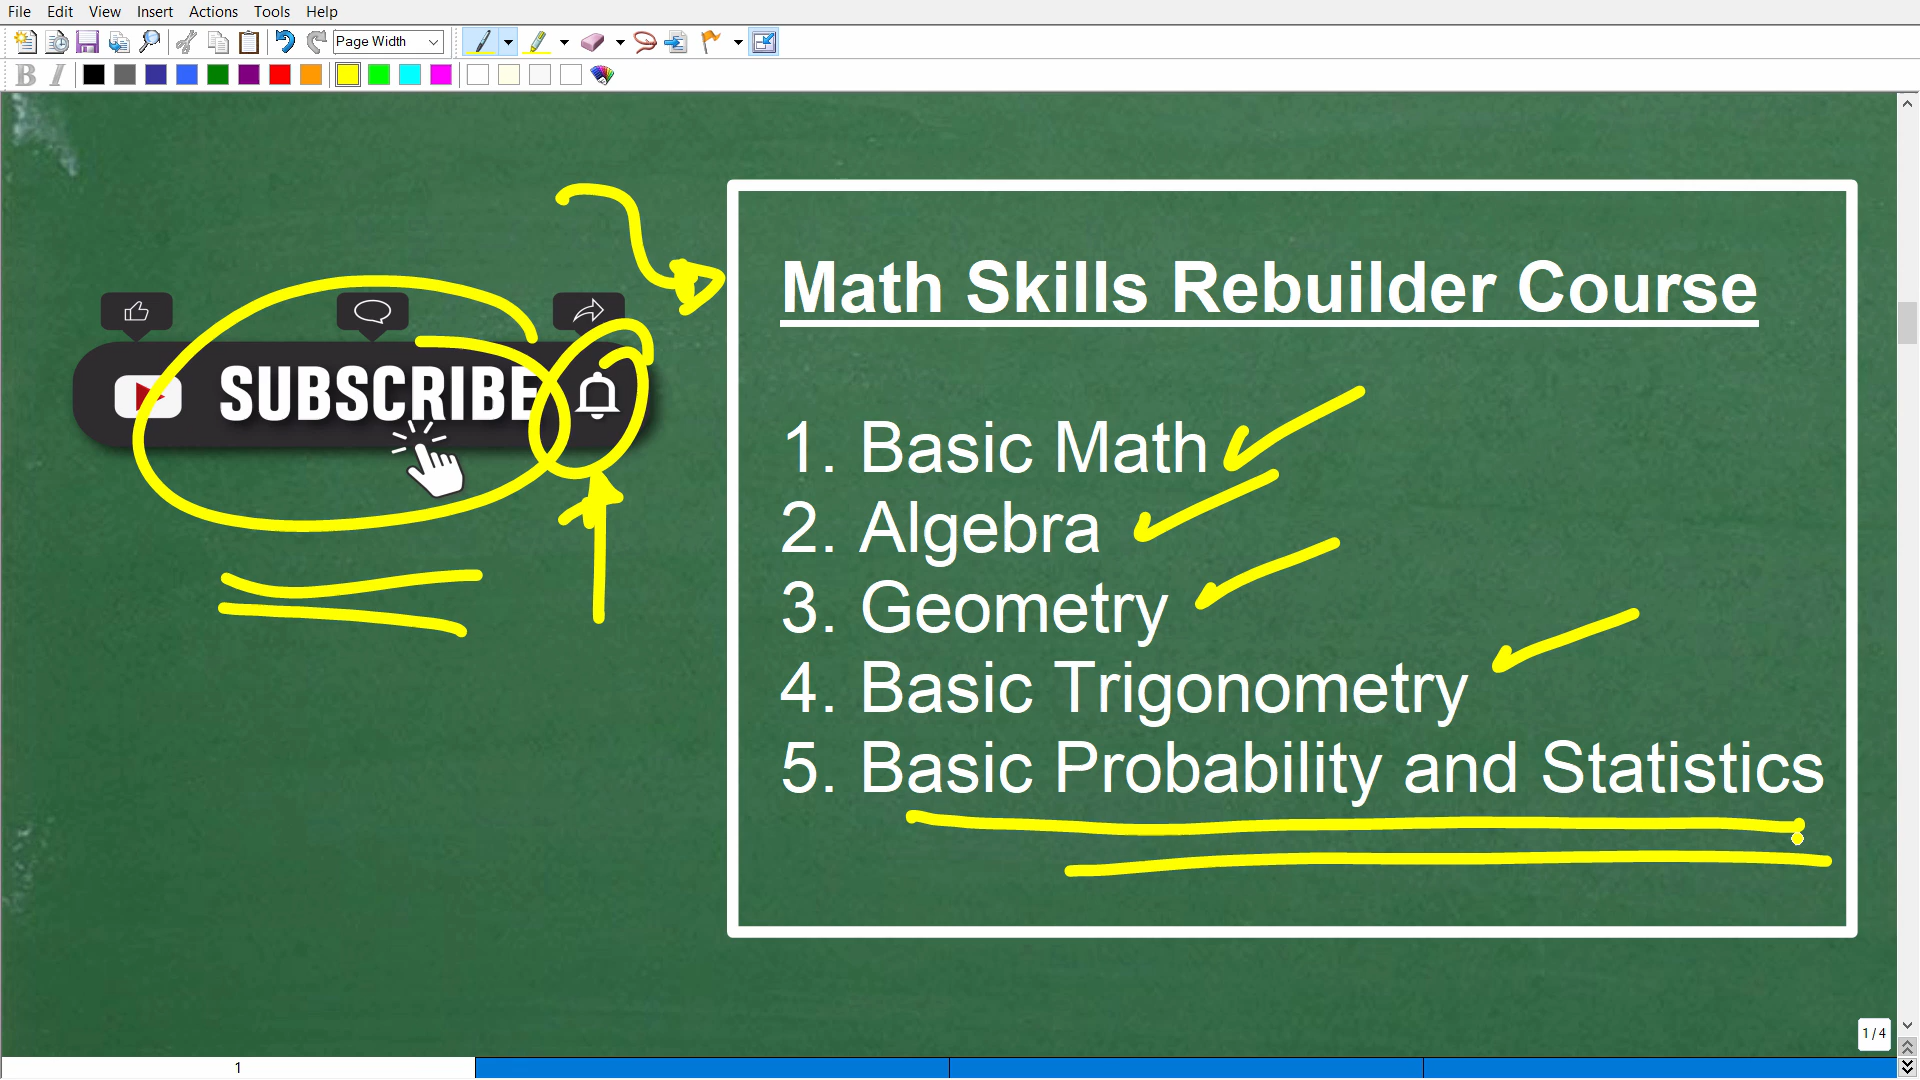 File Edit View Insert Actions Tools Help
Page Width
B I
SUBSCRIBE
Math Skills Rebuilder Course
1. Basic Math
2. Algebra
3. Geometry
4. Basic Trigonometry
5. Basic Probability and Statistics
1 / 4
1